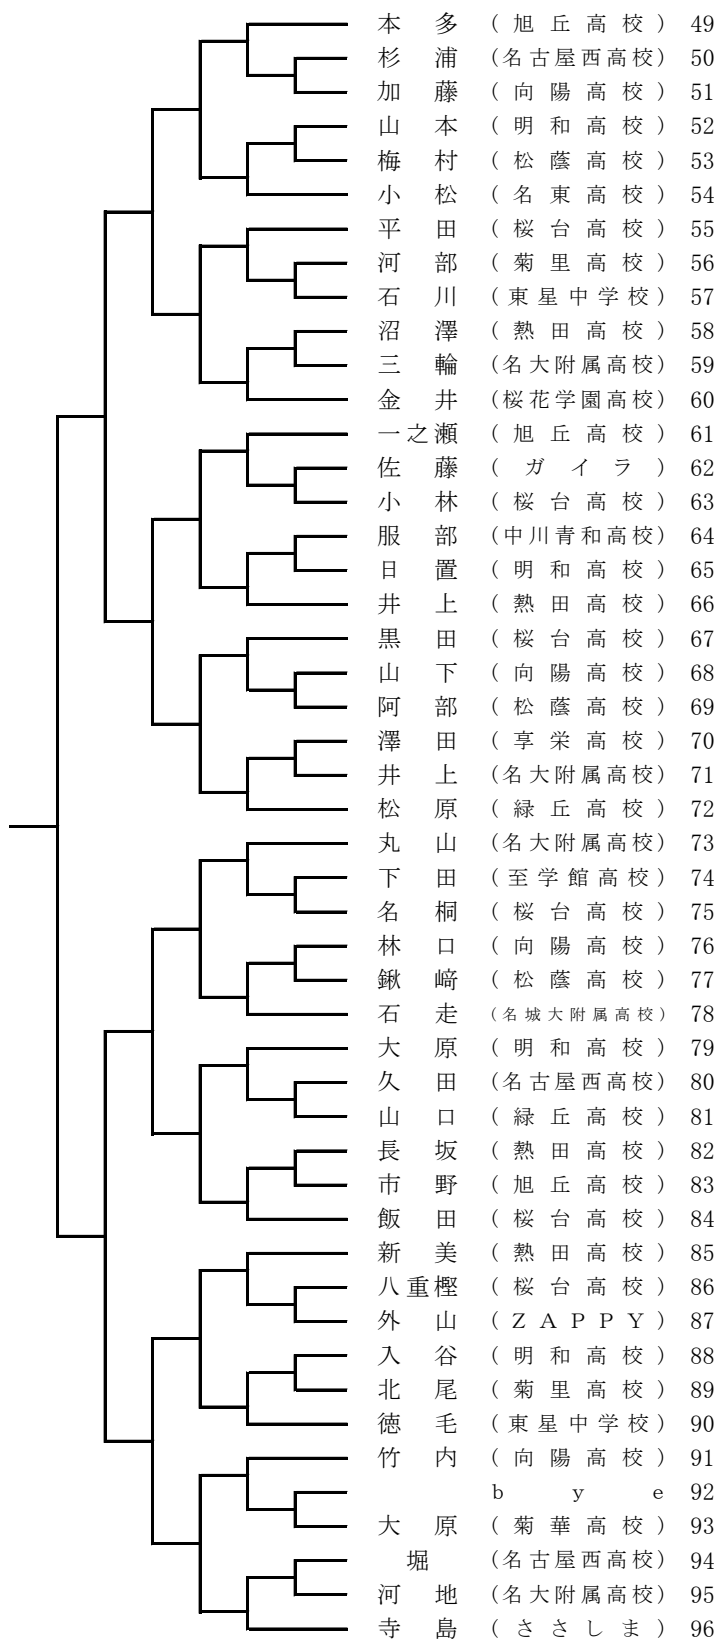 本多 (旭丘高校) 49
杉浦 (名古屋西高校) 50
加藤 (向陽高校) 51
山本 (明和高校) 52
梅村 (松蔭高校) 53
小松 (名東高校) 54
平田 (桜台高校) 55
河部 (菊里高校) 56
石川 (東星中学校) 57
沼澤 (熱田高校) 58
三輪 (名大附属高校) 59
金井 (桜花学園高校) 60
一之瀬 (旭丘高校) 61
佐藤 (ガイラ) 62
小林 (桜台高校) 63
服部 (中川青和高校) 64
日置 (明和高校) 65
井上 (熱田高校) 66
黒田 (桜台高校) 67
山下 (向陽高校) 68
阿部 (松蔭高校) 69
澤田 (享栄高校) 70
井上 (名大附属高校) 71
松原 (緑丘高校) 72
丸山 (名大附属高校) 73
下田 (至学館高校) 74
名桐 (桜台高校) 75
林口 (向陽高校) 76
鍬﨑 (松蔭高校) 77
石走 (名城大附属高校) 78
大原 (明和高校) 79
久田 (名古屋西高校) 80
山口 (緑丘高校) 81
長坂 (熱田高校) 82
市野 (旭丘高校) 83
飯田 (桜台高校) 84
新美 (熱田高校) 85
八重樫 (桜台高校) 86
外山 (ZAPPY) 87
入谷 (明和高校) 88
北尾 (菊里高校) 89
徳毛 (東星中学校) 90
竹内 (向陽高校) 91
bye 92
大原 (菊華高校) 93
堀 (名古屋西高校) 94
河地 (名大附属高校) 95
寺島 (ささしま) 96